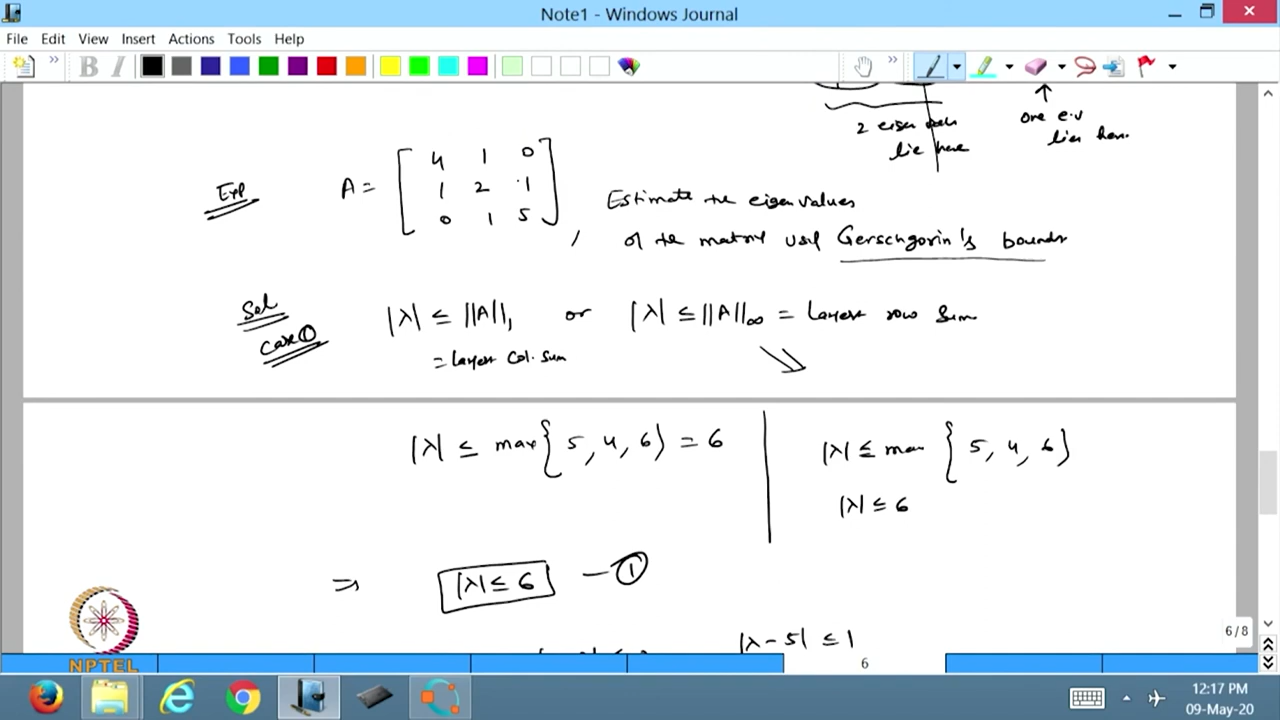 Note1 - Windows Journal
File Edit View Insert Actions Tools Help
2 eigen
lie here
one e.v
lies here
Exp A = [ 4 1 0
1 2 1
0 1 5 ] ,
Estimate the eigenvalues
of the matrix using Gerschgorin's bounds
Sol
Case ①
|λ| ≤ ||A||₁ or |λ| ≤ ||A||∞ = largest row sum
= largest Col. sum
|λ| ≤ max{ 5, 4, 6} = 6
|λ| ≤ max { 5, 4, 6}
|λ| ≤ 6
⇒ |λ| ≤ 6 — ①
|λ - 5| ≤ 1
6/8
NPTEL
6
12:17 PM
09-May-20